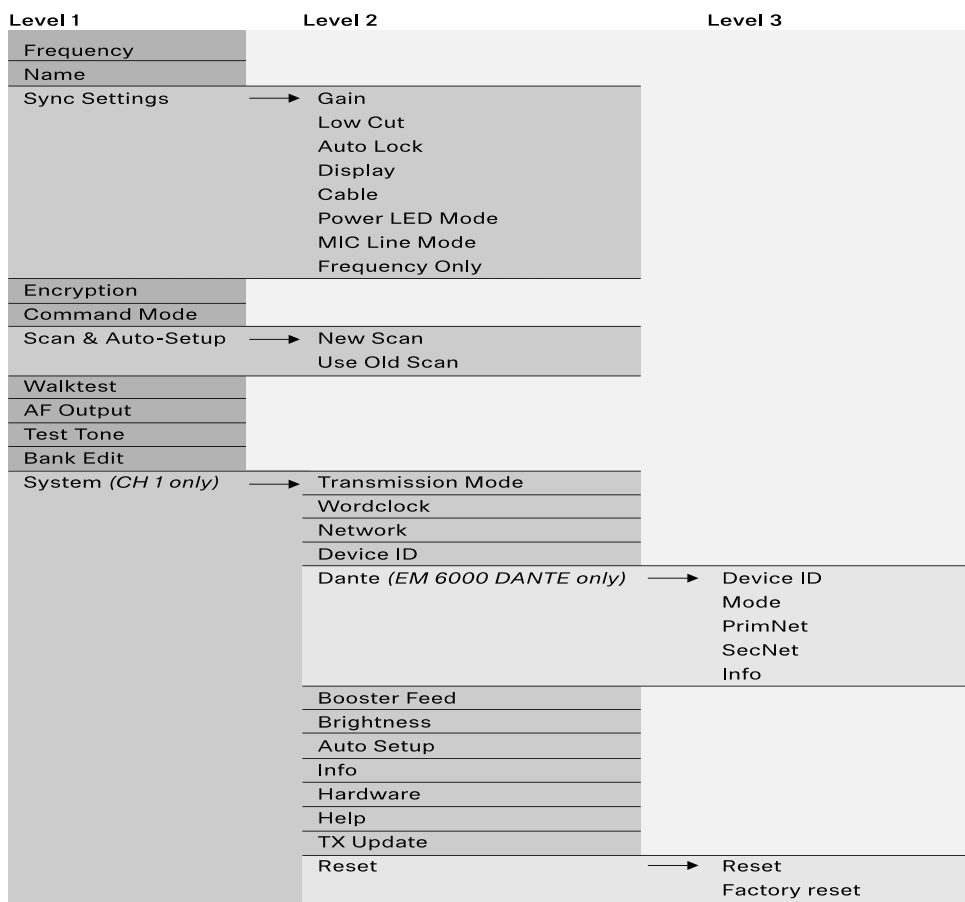 Level 1 Level 2 Level 3
Frequency
Name
Sync Settings Gain
Low Cut
Auto Lock
Display
Cable
Power LED Mode
MIC Line Mode
Frequency Only
Encryption
Command Mode
Scan & Auto-Setup New Scan
Use Old Scan
Walktest
AF Output
Test Tone
Bank Edit
System (CH 1 only) Transmission Mode
Wordclock
Network
Device ID
Dante (EM 6000 DANTE only) Device ID
Mode
PrimNet
SecNet
Info
Booster Feed
Brightness
Auto Setup
Info
Hardware
Help
TX Update
Reset Reset
Factory reset